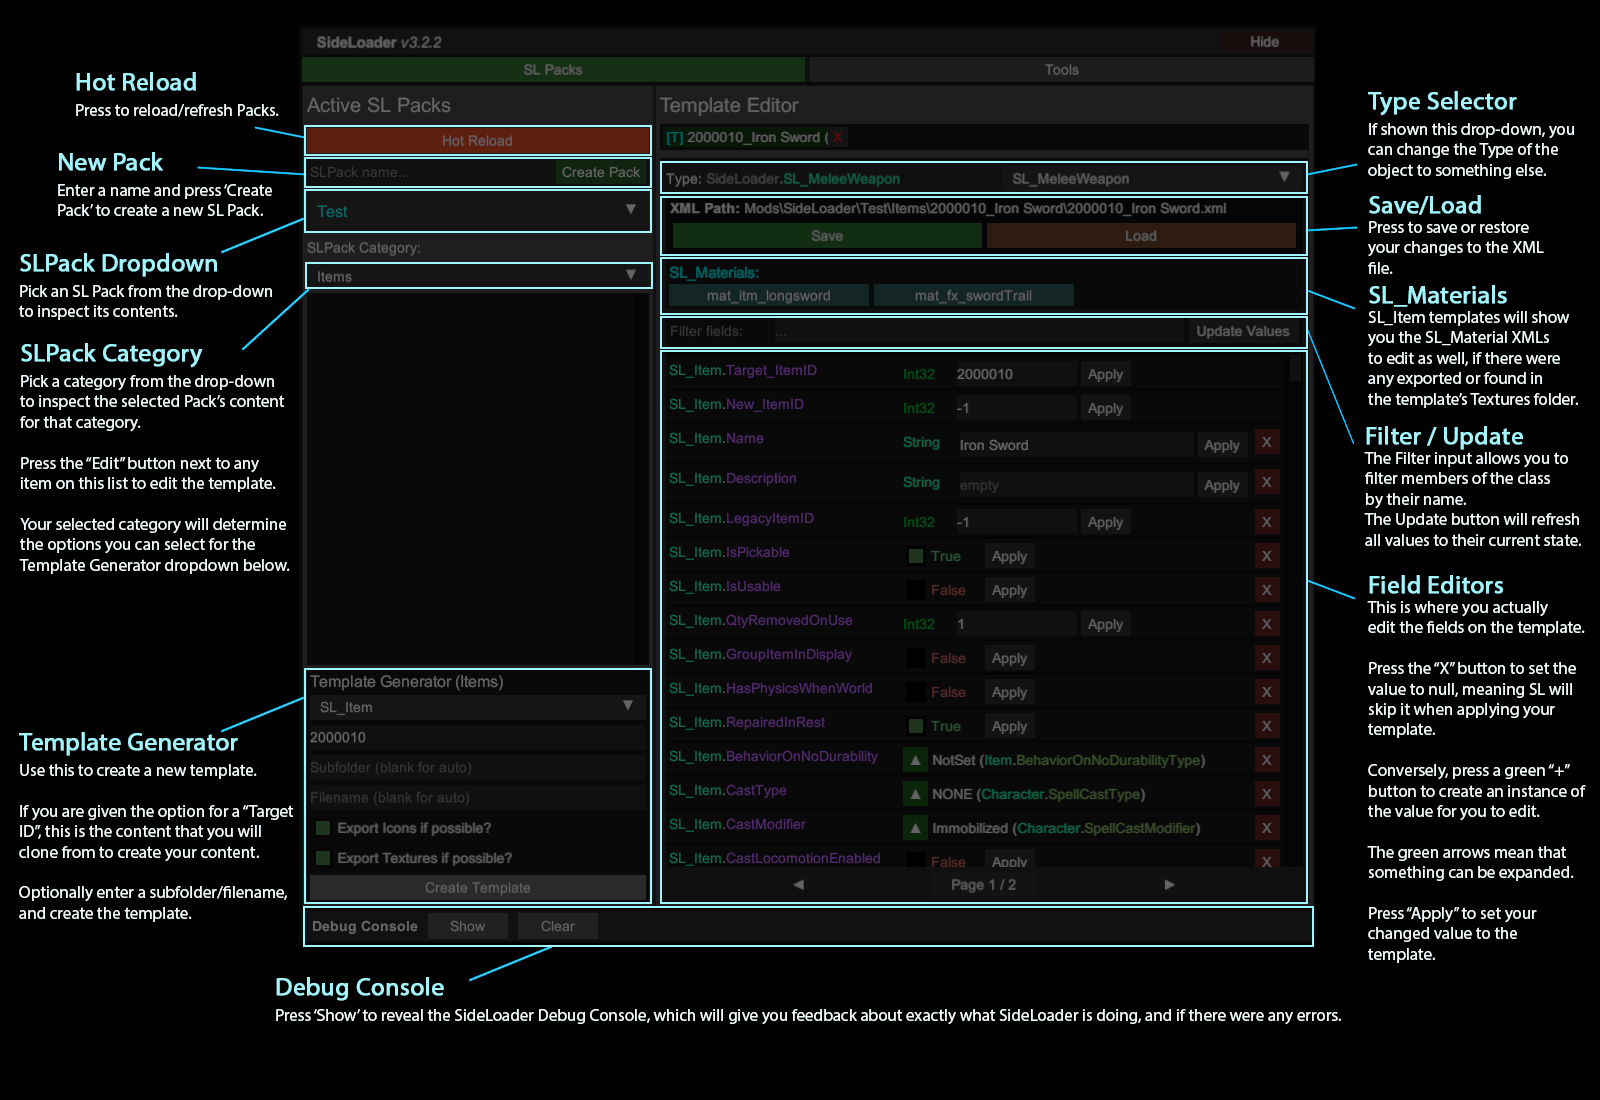 SideLoader v3.2.2
Hide
SL Packs
Tools
Hot Reload
Press to reload/refresh Packs.
New Pack
Enter a name and press 'Create
Pack' to create a new SL Pack.
SLPack Dropdown
Pick an SL Pack from the drop-down
to inspect its contents.
SLPack Category
Pick a category from the drop-down
to inspect the selected Pack's content
for that category.
Press the "Edit" button next to any
item on this list to edit the template.
Your selected category will determine
the options you can select for the
Template Generator dropdown below.
Template Generator
Use this to create a new template.
If you are given the option for a "Target
ID", this is the content that you will
clone from to create your content.
Optionally enter a subfolder/filename,
and create the template.
Active SL Packs
Hot Reload
SLPack name...
Create Pack
Test ▼
SLPack Category:
Items ▼
Template Generator (Items)
SL_Item ▼
2000010
Subfolder (blank for auto)
Filename (blank for auto)
Export Icons if possible?
Export Textures if possible?
Create Template
Template Editor
[T] 2000010_Iron Sword ( X
Type: SideLoader.SL_MeleeWeapon
SL_MeleeWeapon ▼
XML Path: Mods\SideLoader\Test\Items\2000010_Iron Sword\2000010_Iron Sword.xml
Save
Load
SL_Materials:
mat_itm_longsword
mat_fx_swordTrail
Filter fields: ...
Update Values
SL_Item.Target_ItemID Int32 2000010 Apply
SL_Item.New_ItemID Int32 -1 Apply
SL_Item.Name String Iron Sword Apply X
SL_Item.Description String empty Apply X
SL_Item.LegacyItemID Int32 -1 Apply X
SL_Item.IsPickable True Apply X
SL_Item.IsUsable False Apply X
SL_Item.QtyRemovedOnUse Int32 1 Apply X
SL_Item.GroupItemInDisplay False Apply X
SL_Item.HasPhysicsWhenWorld False Apply X
SL_Item.RepairedInRest True Apply X
SL_Item.BehaviorOnNoDurability ▲ NotSet (Item.BehaviorOnNoDurabilityType) X
SL_Item.CastType ▲ NONE (Character.SpellCastType) X
SL_Item.CastModifier ▲ Immobilized (Character.SpellCastModifier) X
SL_Item.CastLocomotionEnabled False Apply X
◀ Page 1 / 2 ▶
Debug Console Show Clear
Type Selector
If shown this drop-down, you
can change the Type of the
object to something else.
Save/Load
Press to save or restore
your changes to the XML
file.
SL_Materials
SL_Item templates will show
you the SL_Material XMLs
to edit as well, if there were
any exported or found in
the template's Textures folder.
Filter / Update
The Filter input allows you to
filter members of the class
by their name.
The Update button will refresh
all values to their current state.
Field Editors
This is where you actually
edit the fields on the template.
Press the "X" button to set the
value to null, meaning SL will
skip it when applying your
template.
Conversely, press a green "+"
button to create an instance of
the value for you to edit.
The green arrows mean that
something can be expanded.
Press "Apply" to set your
changed value to the
template.
Debug Console
Press 'Show' to reveal the SideLoader Debug Console, which will give you feedback about exactly what SideLoader is doing, and if there were any errors.